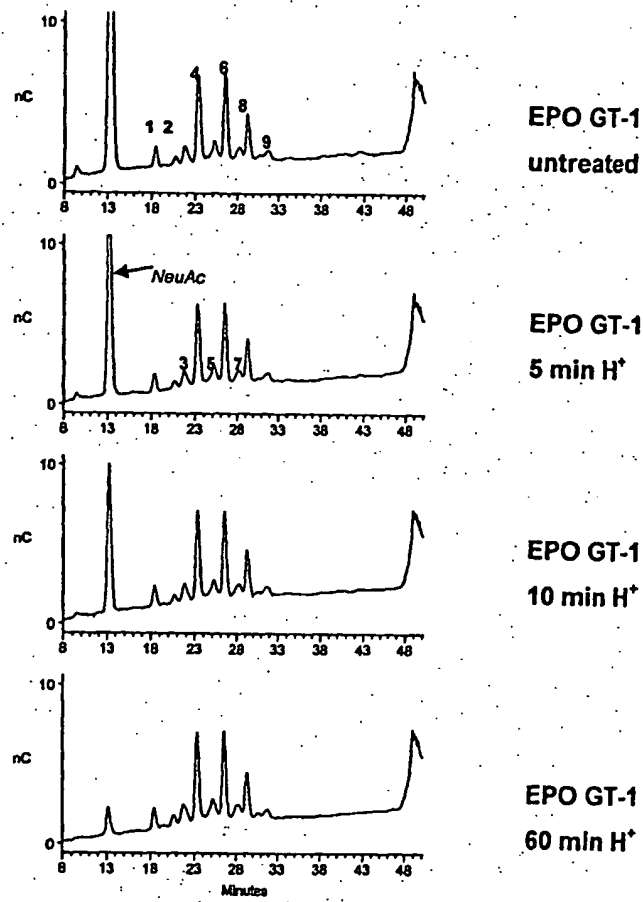 10
nC
0
1 2 4 6 8 9
8 13 18 23 28 33 38 43 48
EPO GT-1
untreated
10
nC
0
NeuAc
3 5 7
8 13 18 23 28 33 38 43 48
EPO GT-1
5 min H⁺
10
nC
0
8 13 18 23 28 33 38 43 48
EPO GT-1
10 min H⁺
10
nC
0
8 13 18 23 28 33 38 43 48
Minutes
EPO GT-1
60 min H⁺